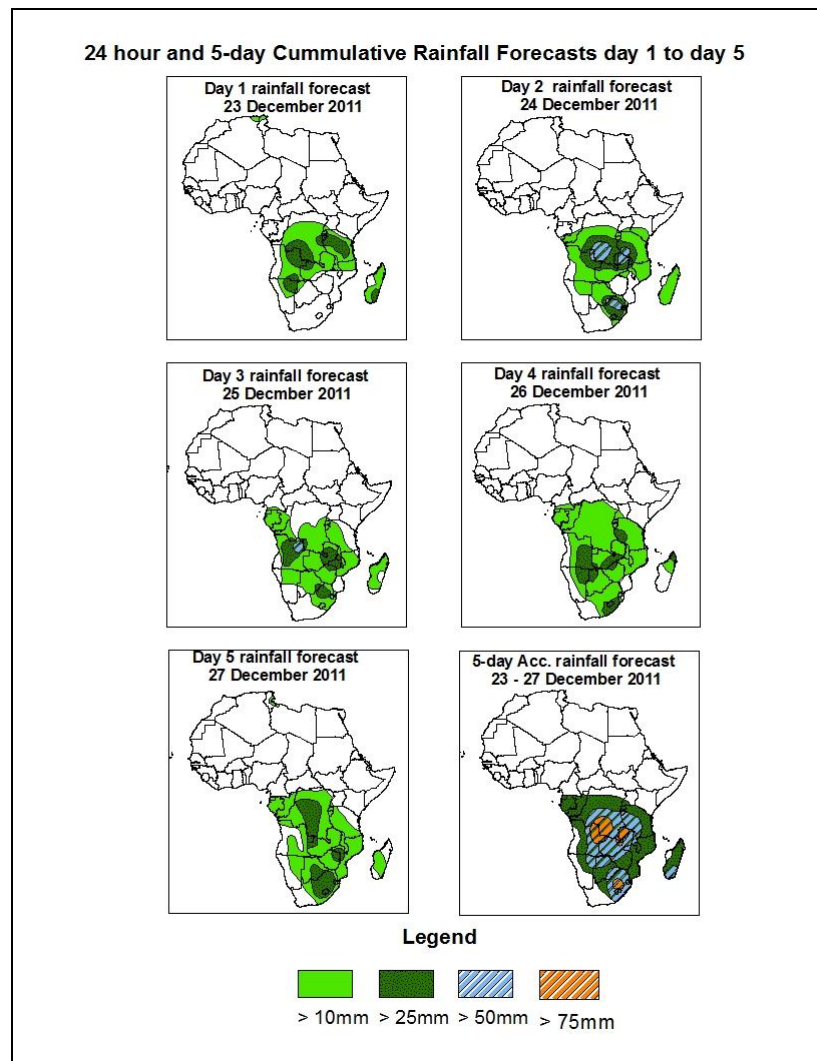 24 hour and 5-day Cummulative Rainfall Forecasts day 1 to day 5
Day 1 rainfall forecast
23 December 2011
Day 2 rainfall forecast
24 December 2011
Day 3 rainfall forecast
25 Decmber 2011
Day 4 rainfall forecast
26 December 2011
Day 5 rainfall forecast
27 December 2011
5-day Acc. rainfall forecast
23 - 27 December 2011
Legend
> 10mm
> 25mm
> 50mm
> 75mm